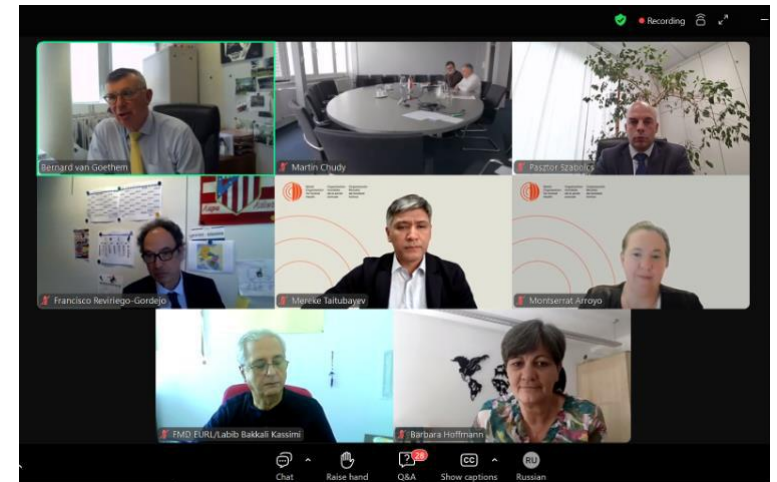 Recording
Bernard van Goethem
Martin Chudy
Pasztor Szabolcs
Francisco Reviriego-Gordejo
Mereke Taitubayev
Montserrat Arroyo
FMD EURL/Labib Bakkali Kassimi
Barbara Hoffmann
28
CC
RU
Chat
Raise hand
Q&A
Show captions
Russian